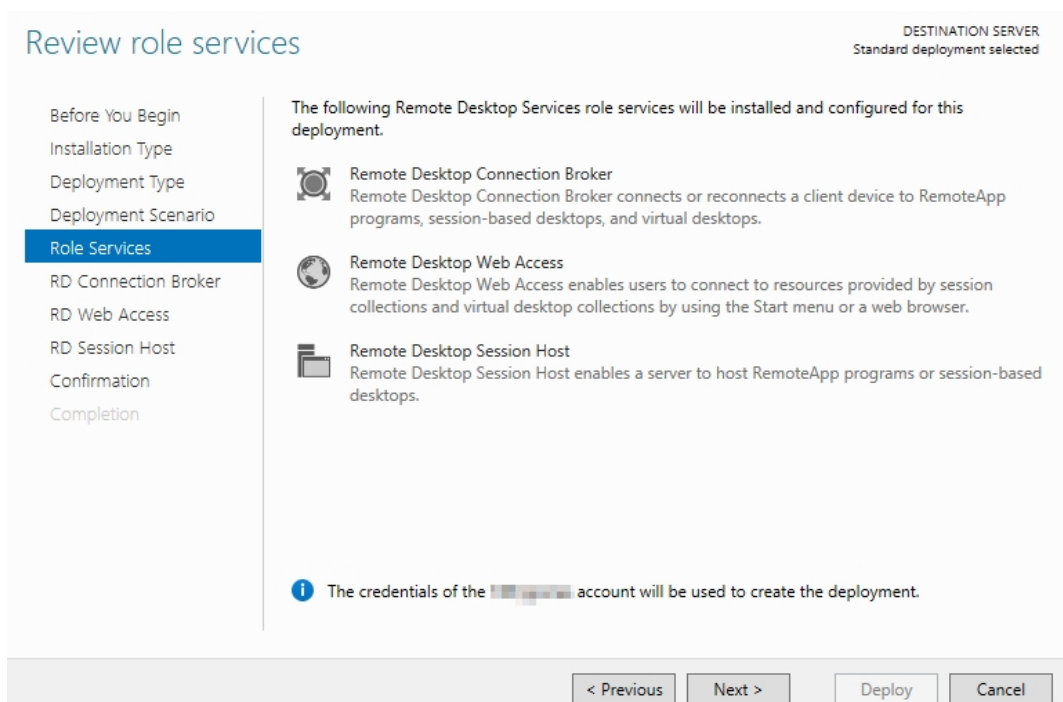 Review role services
DESTINATION SERVER
Standard deployment selected
Before You Begin
Installation Type
Deployment Type
Deployment Scenario
Role Services
RD Connection Broker
RD Web Access
RD Session Host
Confirmation
Completion
The following Remote Desktop Services role services will be installed and configured for this
deployment.
Remote Desktop Connection Broker
Remote Desktop Connection Broker connects or reconnects a client device to RemoteApp
programs, session-based desktops, and virtual desktops.
Remote Desktop Web Access
Remote Desktop Web Access enables users to connect to resources provided by session
collections and virtual desktop collections by using the Start menu or a web browser.
Remote Desktop Session Host
Remote Desktop Session Host enables a server to host RemoteApp programs or session-based
desktops.
The credentials of the account will be used to create the deployment.
< Previous
Next >
Deploy
Cancel